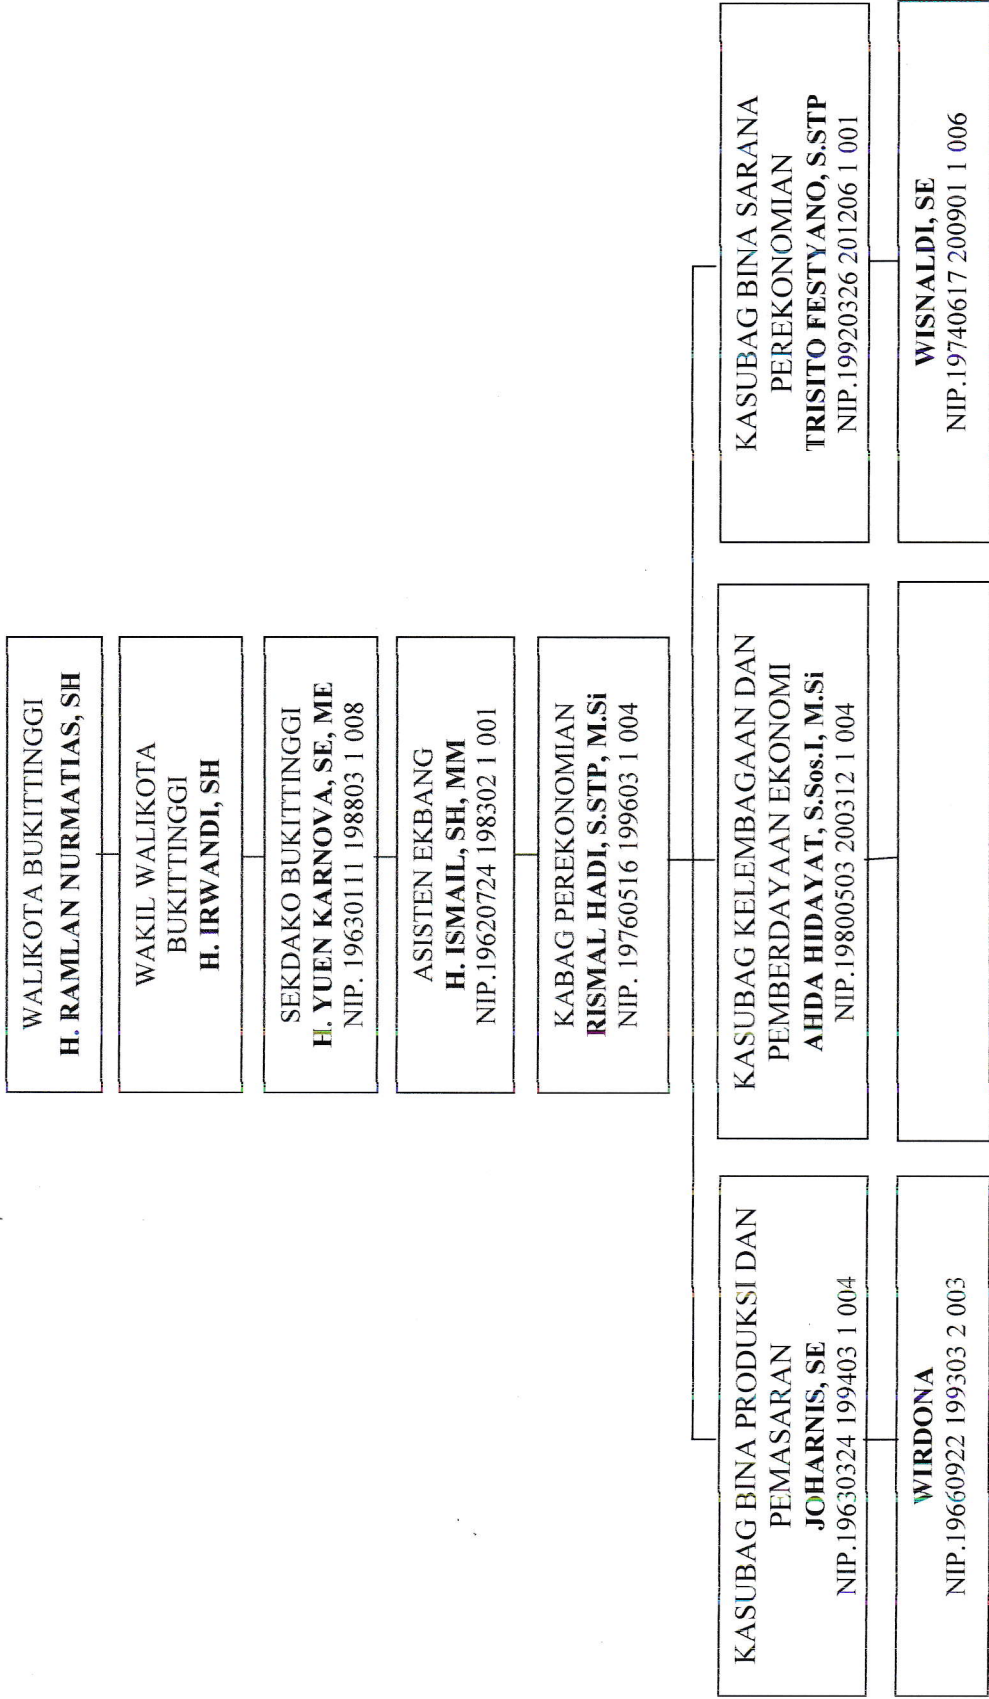 WALIKOTA BUKITTINGGI
H. RAMLAN NURMATIAS, SH
WAKIL WALIKOTA
BUKITTINGGI
H. IRWANDI, SH
SEKDAKO BUKITTINGGI
H. YUEN KARNOVA, SE, ME
NIP. 19630111 198803 1 008
ASISTEN EKBANG
H. ISMAIL, SH, MM
NIP.19620724 198302 1 001
KABAG PEREKONOMIAN
RISMAL HADI, S.STP, M.Si
NIP. 19760516 199603 1 004
KASUBAG BINA PRODUKSI DAN
PEMASARAN
JOHARNIS, SE
NIP.19630324 199403 1 004
KASUBAG KELEMBAGAAN DAN
PEMBERDAYAAN EKONOMI
AHDA HIDAYAT, S.Sos.I, M.Si
NIP.19800503 200312 1 004
KASUBAG BINA SARANA
PEREKONOMIAN
TRISITO FESTYANO, S.STP
NIP.19920326 201206 1 001
WIRDONA
NIP.19660922 199303 2 003
WISNALDI, SE
NIP.19740617 200901 1 006